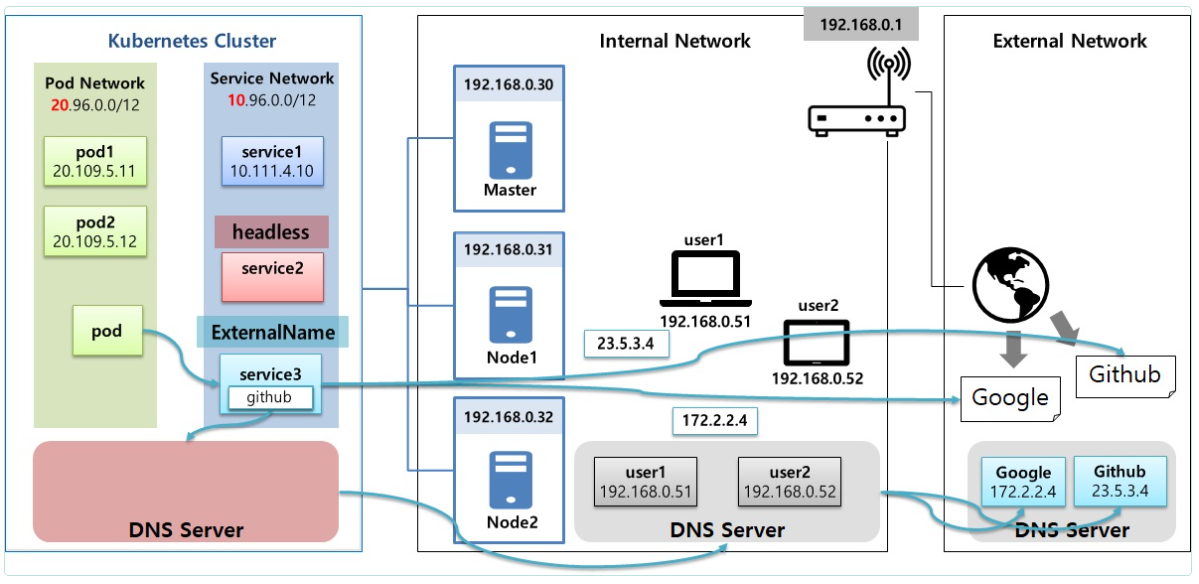 Kubernetes Cluster
Pod Network
20.96.0.0/12
pod1
20.109.5.11
pod2
20.109.5.12
pod
Service Network
10.96.0.0/12
service1
10.111.4.10
headless
service2
ExternalName
service3
github
DNS Server
Internal Network
192.168.0.1
192.168.0.30
Master
192.168.0.31
Node1
192.168.0.32
Node2
user1
192.168.0.51
user2
192.168.0.52
23.5.3.4
172.2.2.4
user1
192.168.0.51
user2
192.168.0.52
DNS Server
External Network
Google
Github
Google
172.2.2.4
Github
23.5.3.4
DNS Server